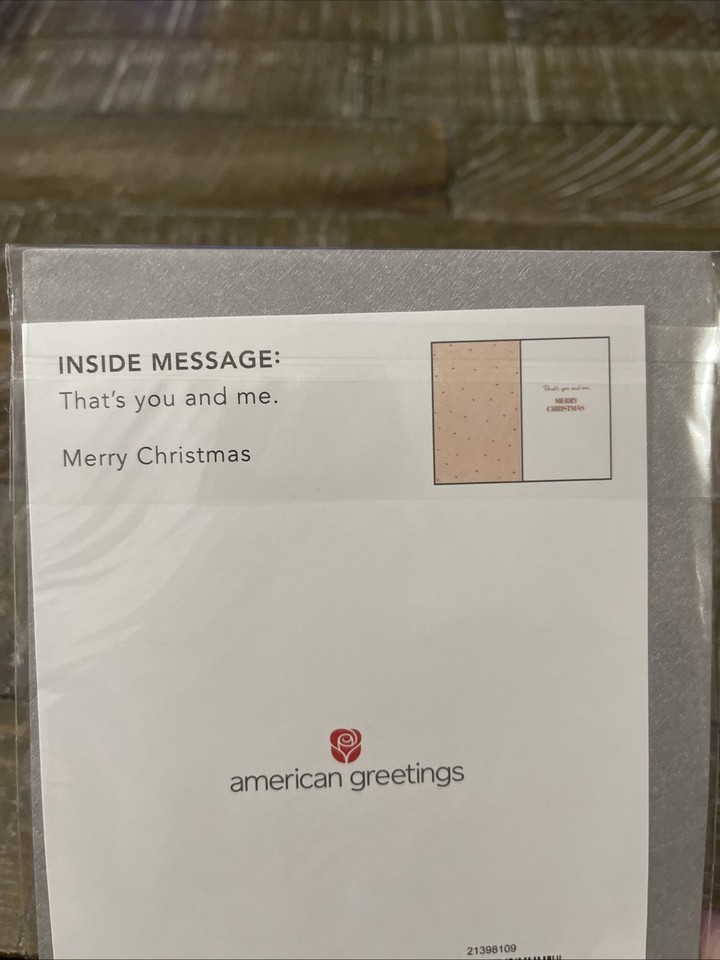 INSIDE MESSAGE:
That's you and me.
Merry Christmas
That's you and me.
MERRY
CHRISTMAS
american greetings
21398109